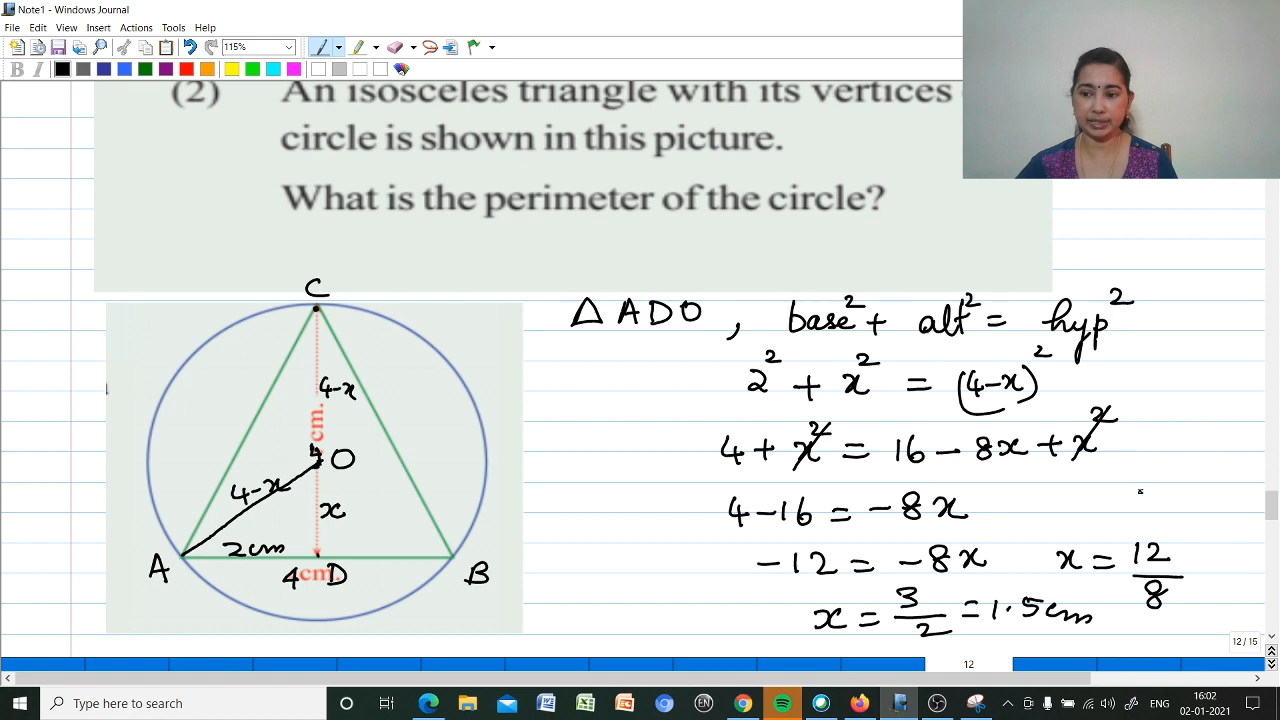 Note1 - Windows Journal
File Edit View Insert Actions Tools Help
115%
B I
(2) An isosceles triangle with its vertices
circle is shown in this picture.
What is the perimeter of the circle?
C
4-x
cm.
O
4-x
x
2cm
A 4cm. D B
△ ADO, base² + alt² = hyp²
2² + x² = (4-x)²
4 + x² = 16 - 8x + x²
4 - 16 = -8x
-12 = -8x x = 12/8
x = 3/2 = 1.5cm
12 / 15
12
Type here to search
ENG
16:02
02-01-2021